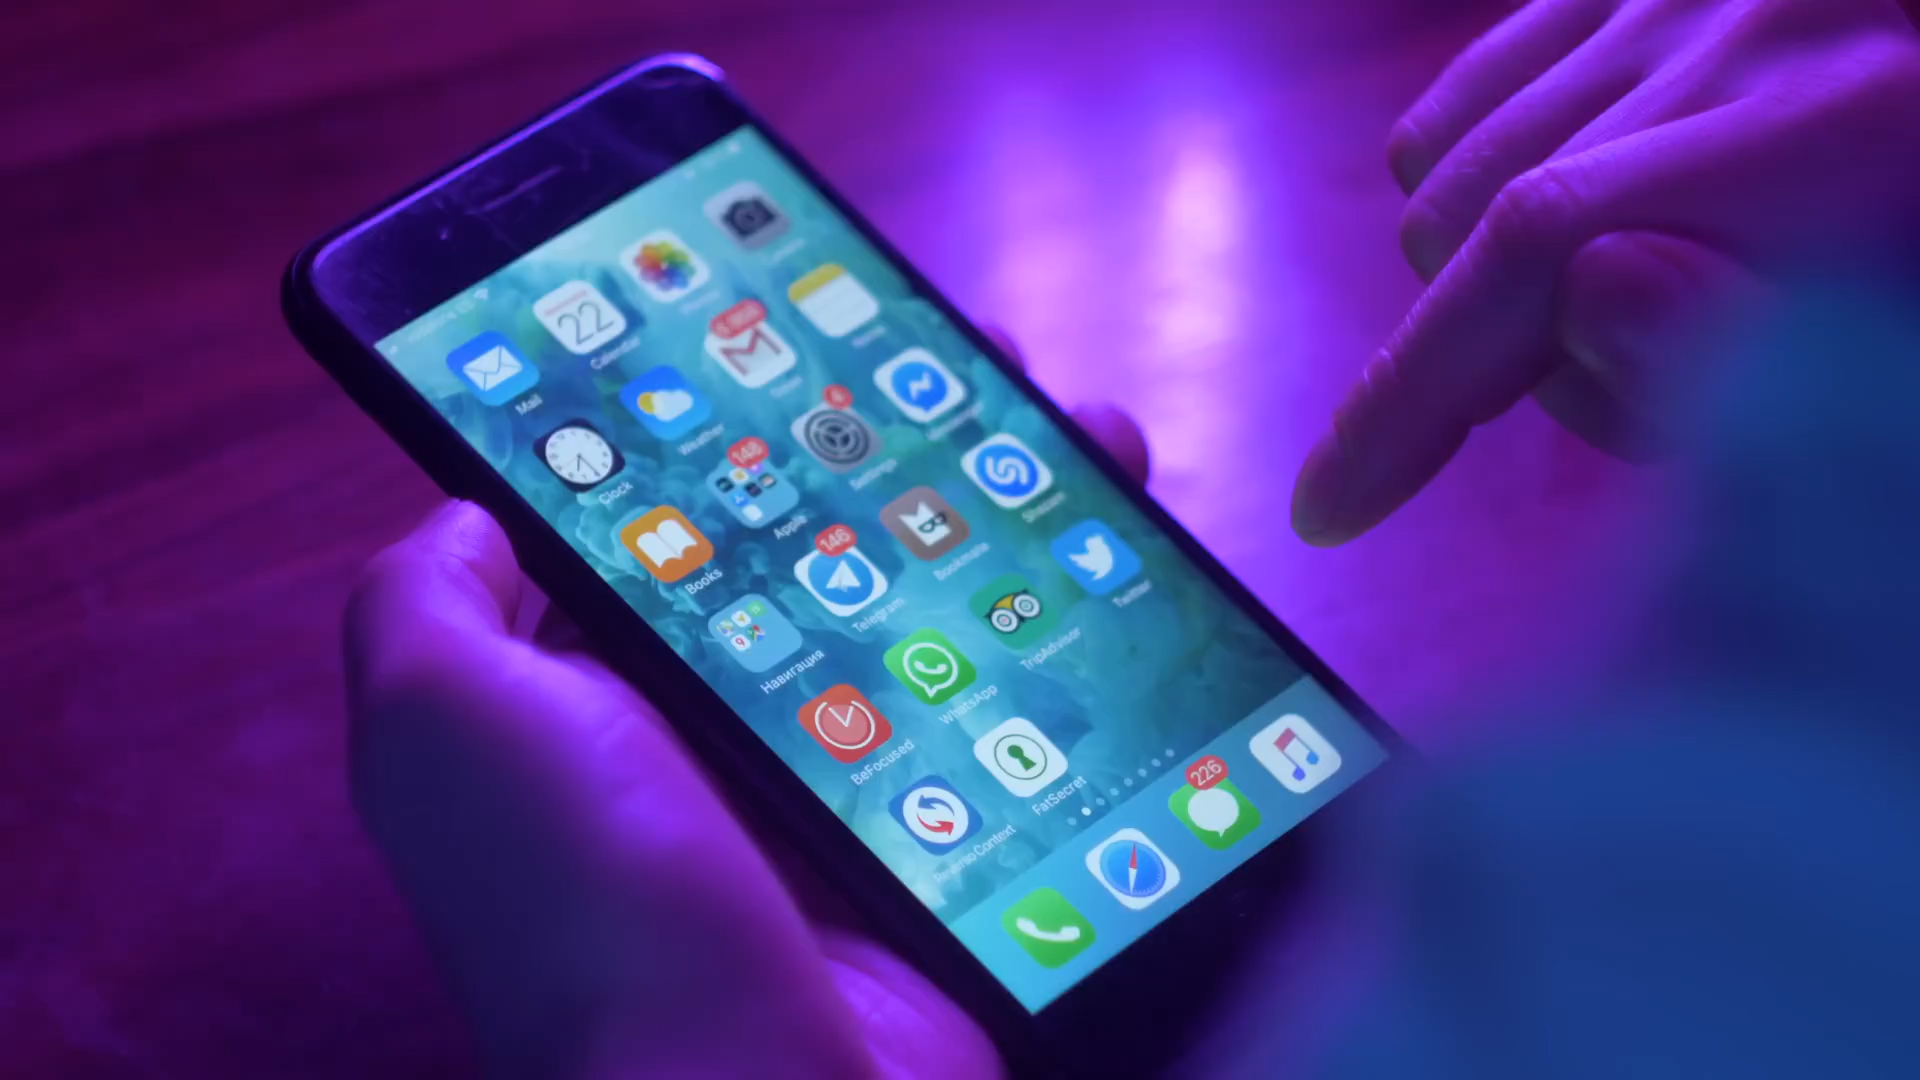 Mail
Calendar
22
Clock
Weather
Books
148
Apple
4
Settings
Навигация
146
Telegram
Bookmate
Shazam
BeFocused
WhatsApp
TripAdvisor
Twitter
Reverso Context
FatSecret
226